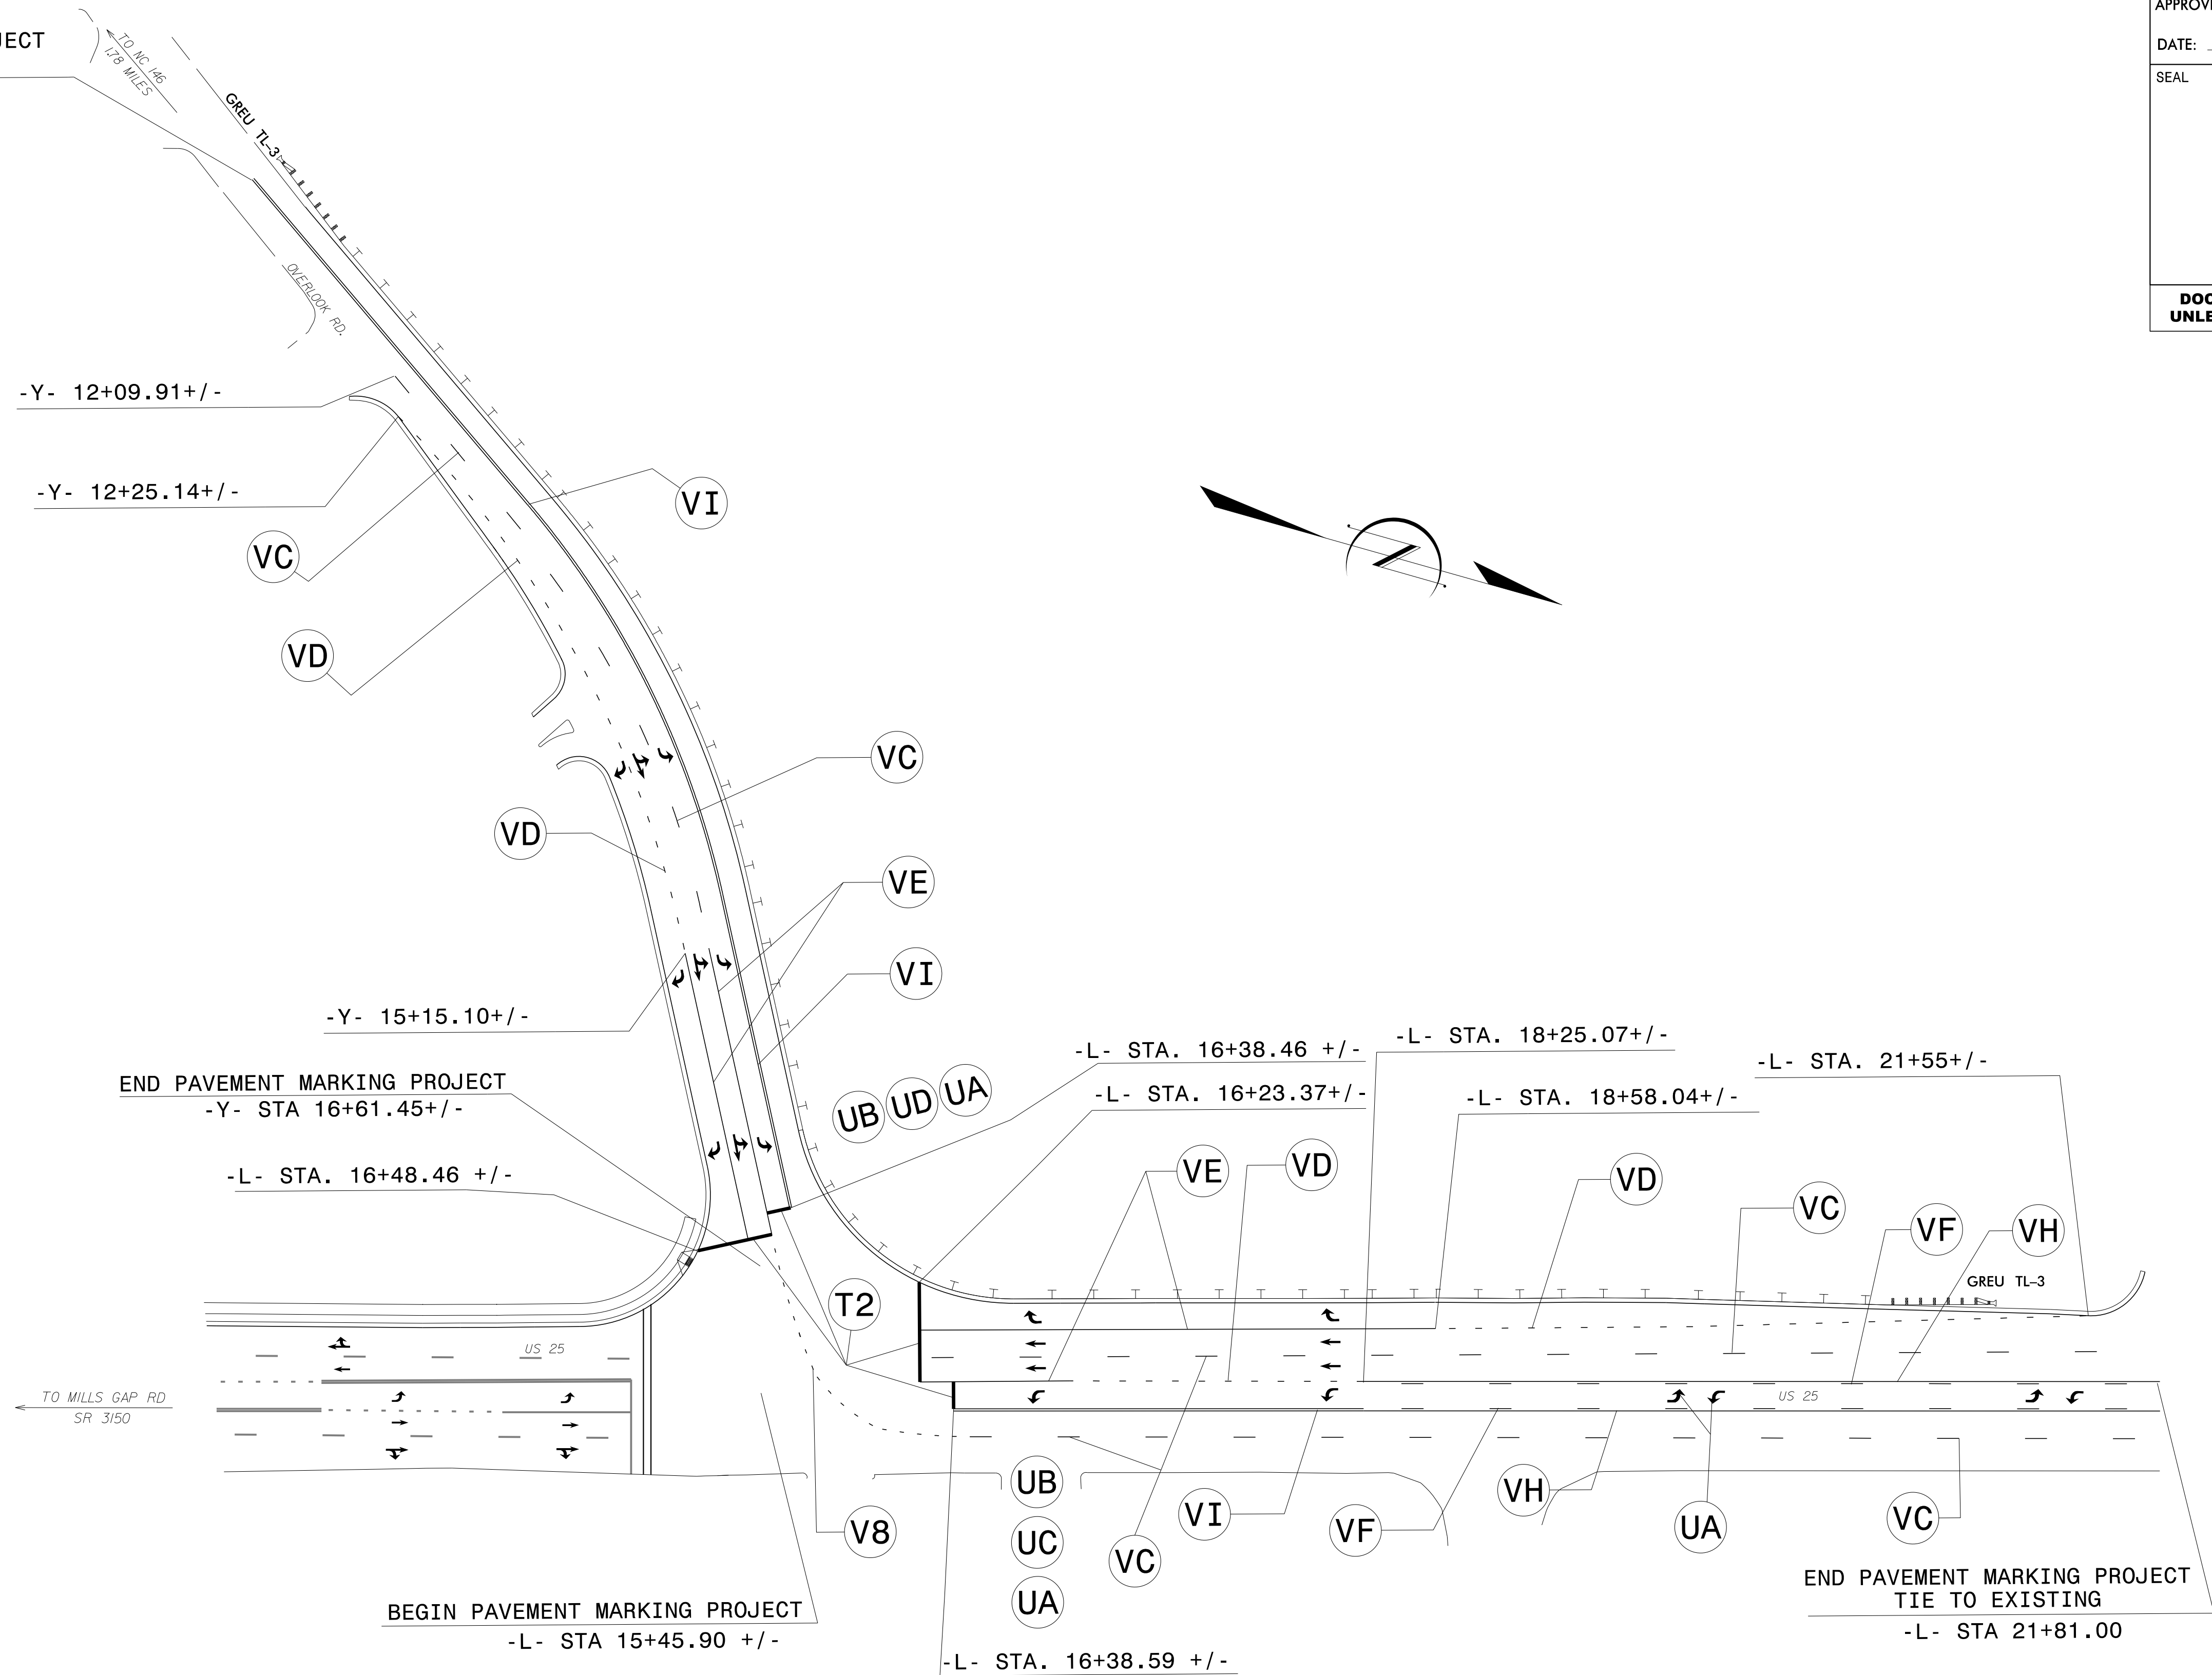 JECT
TO NC 146
1.78 MILES
GREU TL-3
OVERLOOK RD.
APPROV
DATE:
SEAL
DOC
UNLE
-Y- 12+09.91+/-
-Y- 12+25.14+/-
VI
VC
VD
VC
VD
VE
VI
-Y- 15+15.10+/-
END PAVEMENT MARKING PROJECT
-Y- STA 16+61.45+/-
-L- STA. 16+48.46 +/-
UB UD UA
-L- STA. 16+38.46 +/-
-L- STA. 16+23.37+/-
-L- STA. 18+25.07+/-
-L- STA. 18+58.04+/-
-L- STA. 21+55+/-
VE
VD
VD
VC
VF
VH
GREU TL-3
T2
US 25
TO MILLS GAP RD
SR 3150
US 25
V8
UB
UC
UA
VC
VI
VF
VH
UA
VC
BEGIN PAVEMENT MARKING PROJECT
-L- STA 15+45.90 +/-
-L- STA. 16+38.59 +/-
END PAVEMENT MARKING PROJECT
TIE TO EXISTING
-L- STA 21+81.00